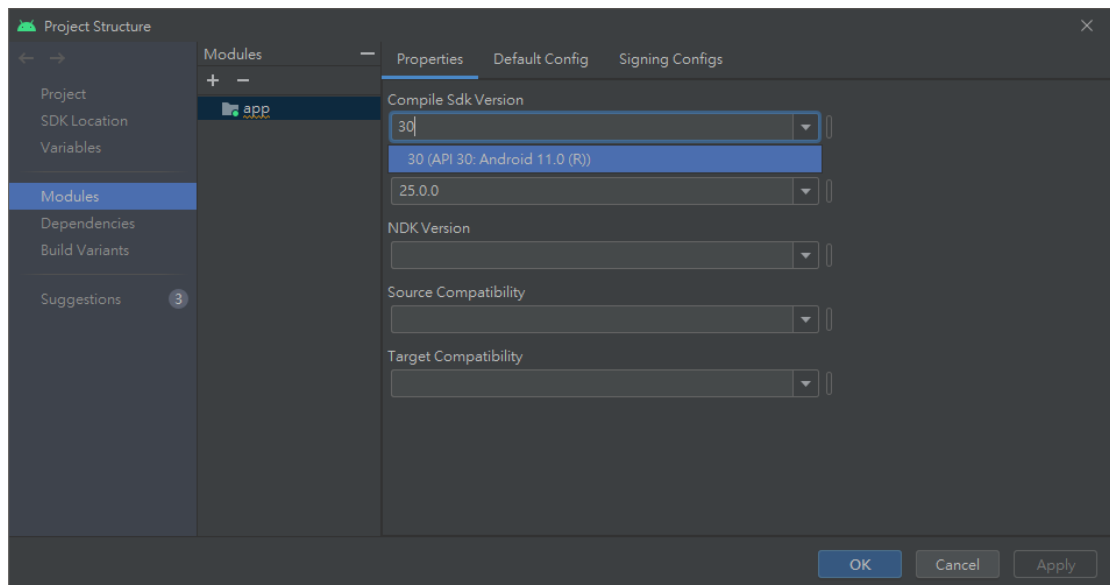 Project Structure
Project
SDK Location
Variables
Modules
Dependencies
Build Variants
Suggestions 3
Modules
app
Properties Default Config Signing Configs
Compile Sdk Version
30
30 (API 30: Android 11.0 (R))
25.0.0
NDK Version
Source Compatibility
Target Compatibility
OK Cancel Apply